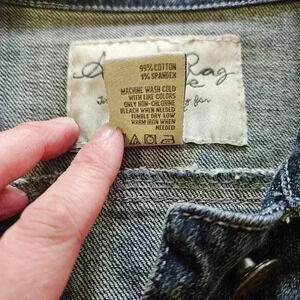 99% COTTON
1% SPANDEX
MACHINE WASH COLD
WITH LIKE COLORS
ONLY NON-CHLORINE
BLEACH WHEN NEEDED
TUMBLE DRY LOW
WARM IRON WHEN
NEEDED
Rag